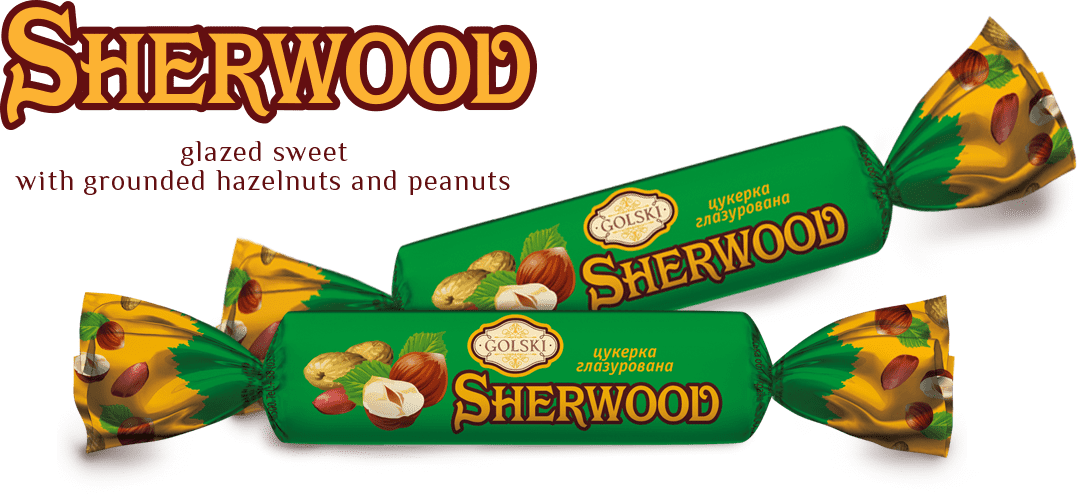 SHERWOOD
glazed sweet
with grounded hazelnuts and peanuts
GOLSKI
цукерка
глазурована
SHERWOOD
GOLSKI
цукерка
глазурована
SHERWOOD